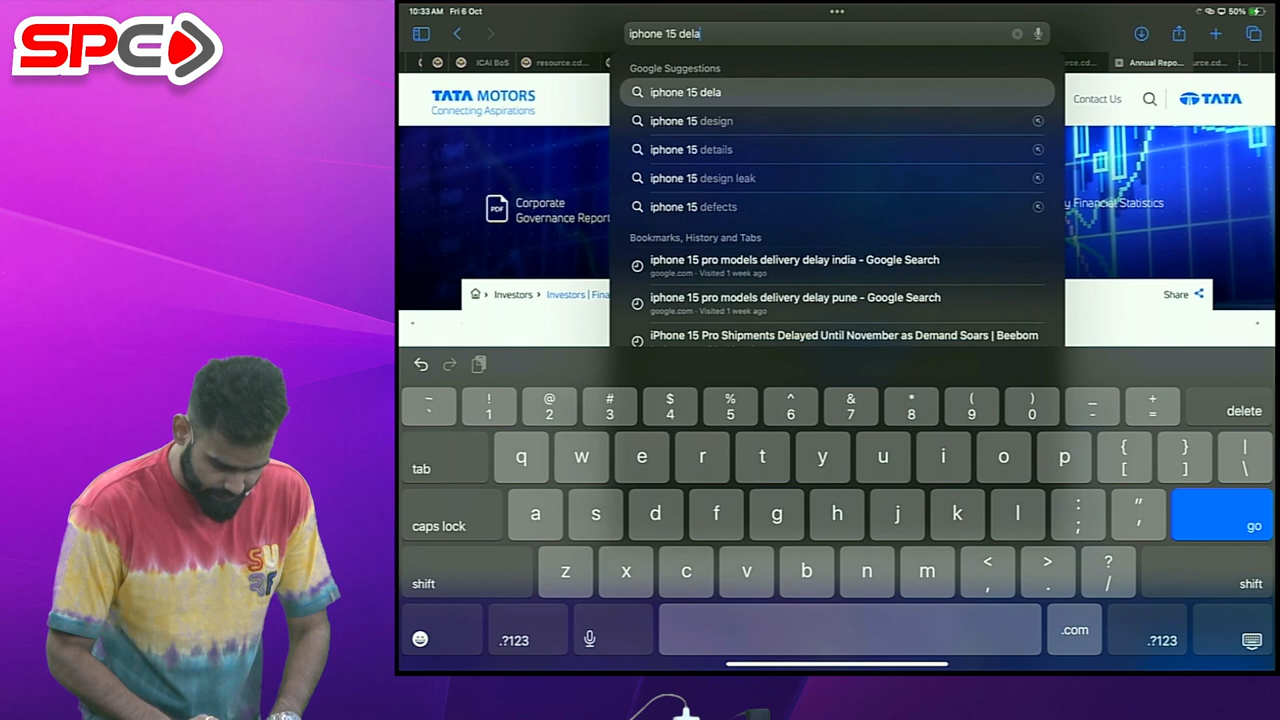 SPC
10:33 AM Fri 6 Oct
50%
iphone 15 dela
ICAI BoS
resource.cd...
rce.cd...
Annual Repo...
urce.cd...
TATA MOTORS
Connecting Aspirations
Contact Us
TATA
Google Suggestions
iphone 15 dela
iphone 15 design
iphone 15 details
iphone 15 design leak
iphone 15 defects
PDF
Corporate
Governance Report
y Financial Statistics
Bookmarks, History and Tabs
iphone 15 pro models delivery delay india - Google Search
google.com - Visited 1 week ago
iphone 15 pro models delivery delay pune - Google Search
google.com - Visited 1 week ago
iPhone 15 Pro Shipments Delayed Until November as Demand Soars | Beebom
Investors > Investors | Fina
Share
~ ! @ # $ % ^ & * ( ) _ +
` 1 2 3 4 5 6 7 8 9 0 - = delete
tab q w e r t y u i o p { [ } ] | \
caps lock a s d f g h j k l : ; " ' go
shift z x c v b n m < , > . ? / shift
.?123 .com .?123
SURF